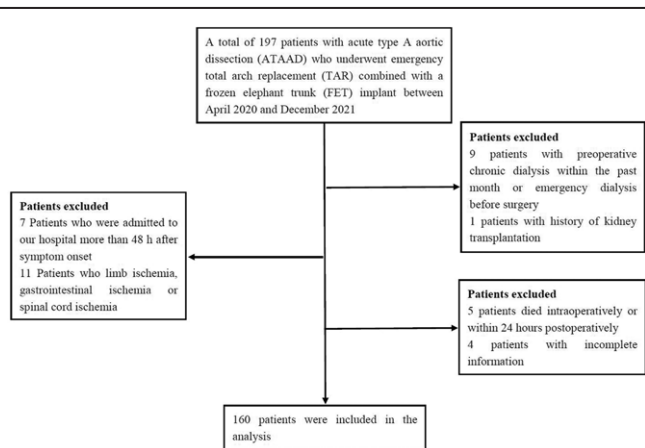 A total of 197 patients with acute type A aortic
dissection (ATAAD) who underwent emergency
total arch replacement (TAR) combined with a
frozen elephant trunk (FET) implant between
April 2020 and December 2021
Patients excluded
9 patients with preoperative
chronic dialysis within the past
month or emergency dialysis
before surgery
1 patients with history of kidney
transplantation
Patients excluded
7 Patients who were admitted to
our hospital more than 48 h after
symptom onset
11 Patients who limb ischemia,
gastrointestinal ischemia or
spinal cord ischemia
Patients excluded
5 patients died intraoperatively or
within 24 hours postoperatively
4 patients with incomplete
information
160 patients were included in the
analysis